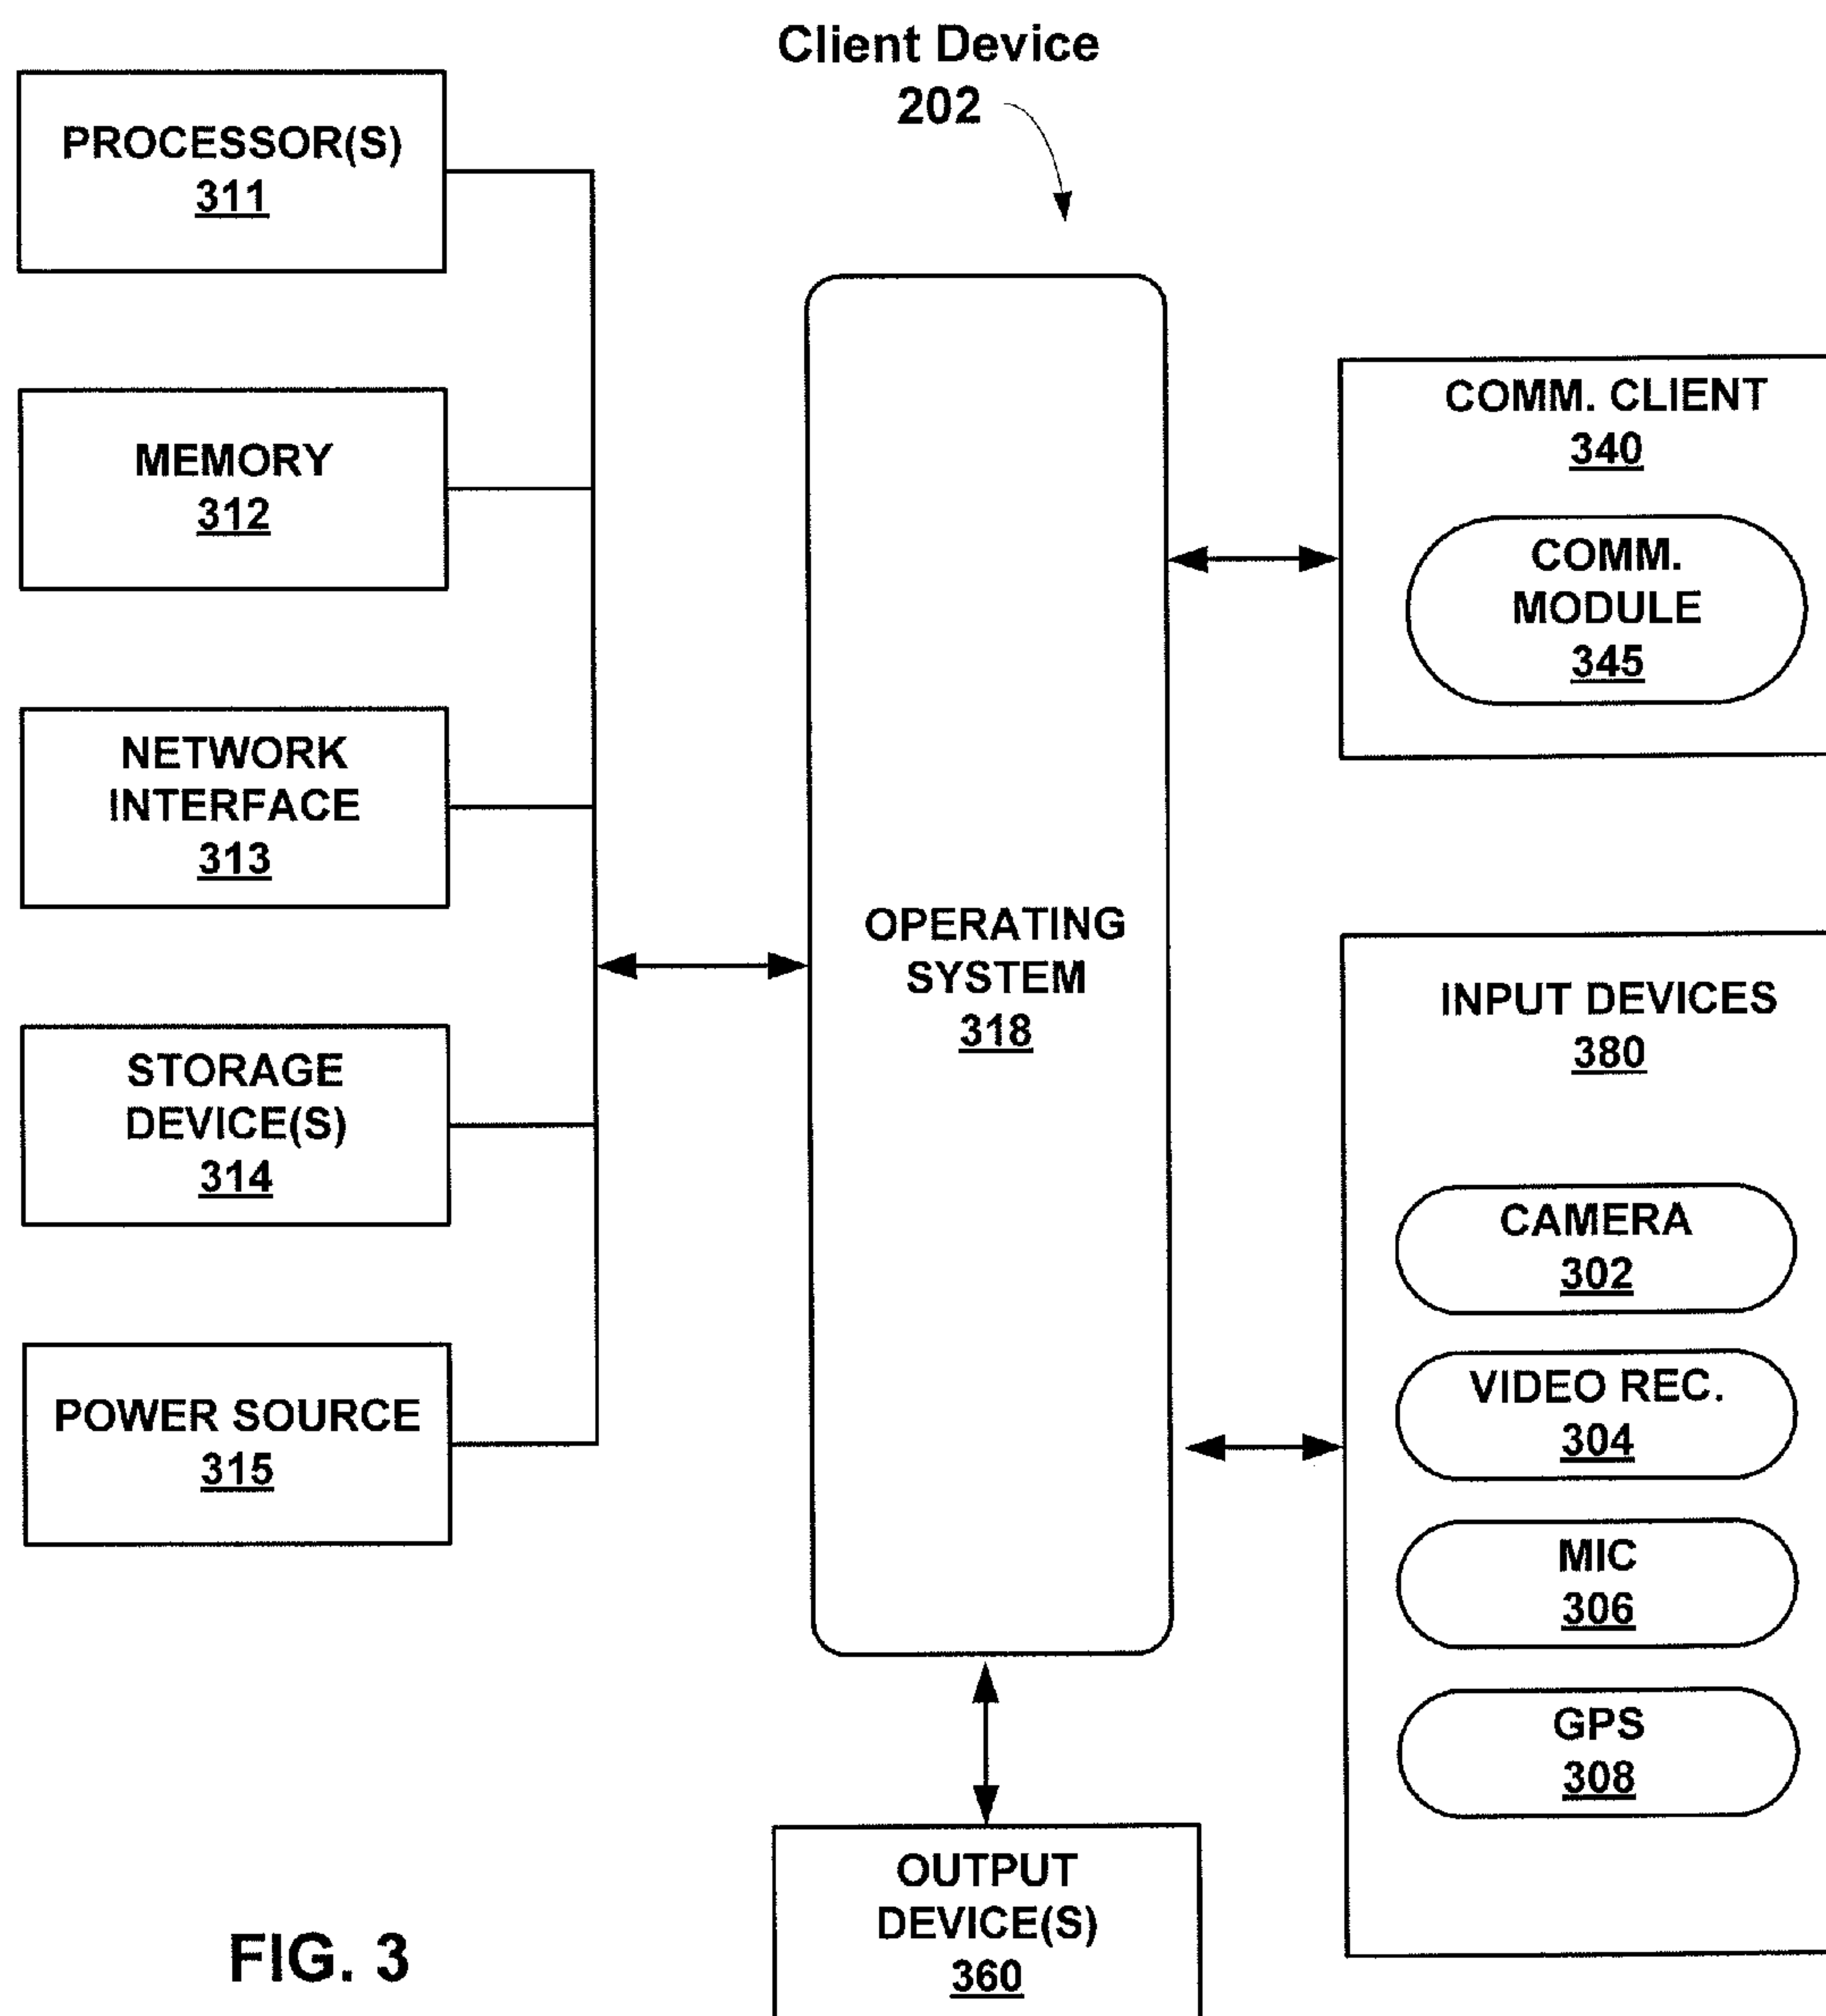 Client Device
202
PROCESSOR(S)
311
MEMORY
312
NETWORK
INTERFACE
313
STORAGE
DEVICE(S)
314
POWER SOURCE
315
OPERATING
SYSTEM
318
COMM. CLIENT
340
COMM.
MODULE
345
INPUT DEVICES
380
CAMERA
302
VIDEO REC.
304
MIC
306
GPS
308
OUTPUT
DEVICE(S)
360
FIG. 3